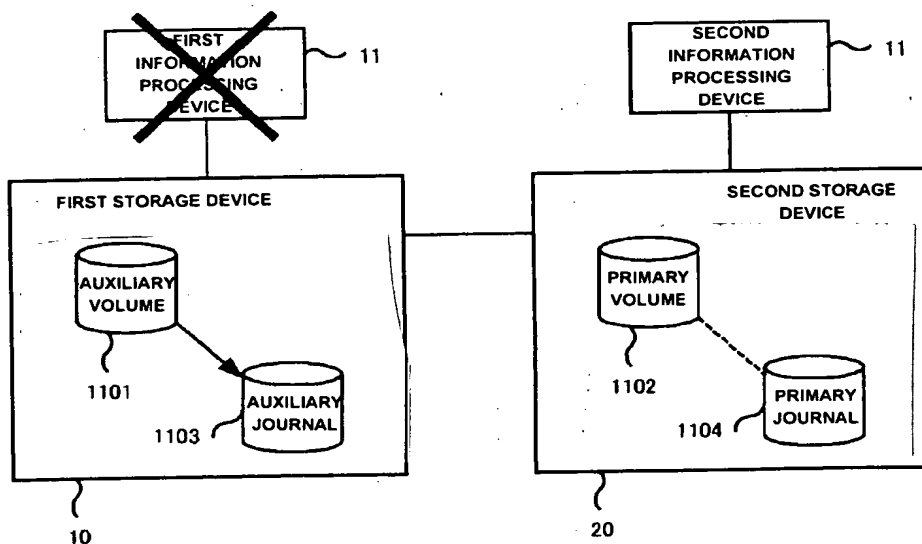 FIRST
INFORMATION
PROCESSING
DEVICE
11
SECOND
INFORMATION
PROCESSING
DEVICE
11
FIRST STORAGE DEVICE
AUXILIARY
VOLUME
1101
AUXILIARY
JOURNAL
1103
10
SECOND STORAGE
DEVICE
PRIMARY
VOLUME
1102
PRIMARY
JOURNAL
1104
20